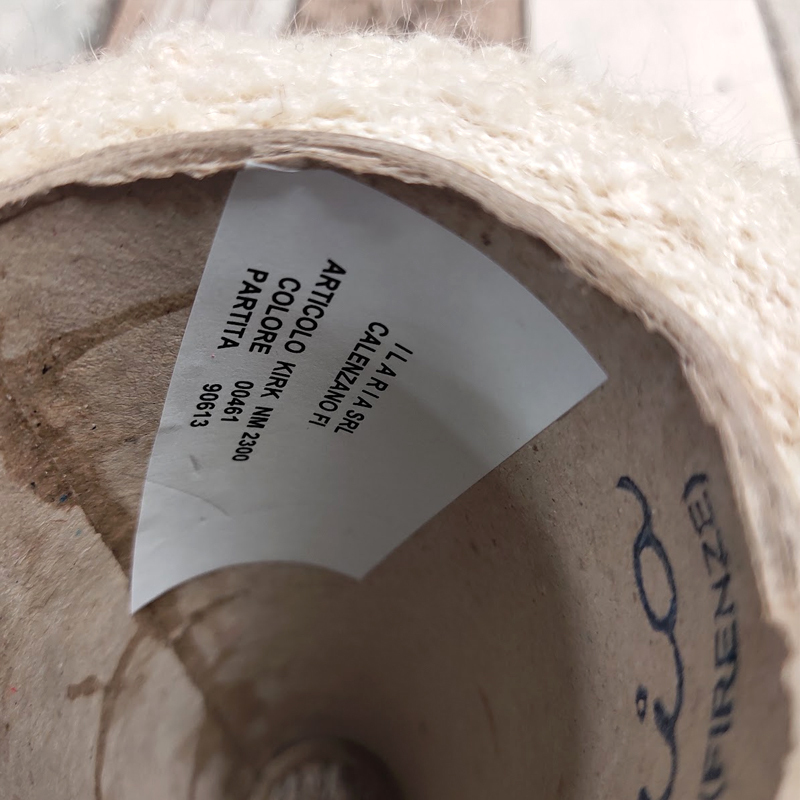 I L A R I A SRL
CALENZANO FI
ARTICOLO KIRK NM 2300
COLORE 00461
PARTITA 90613
(FIRENZE)